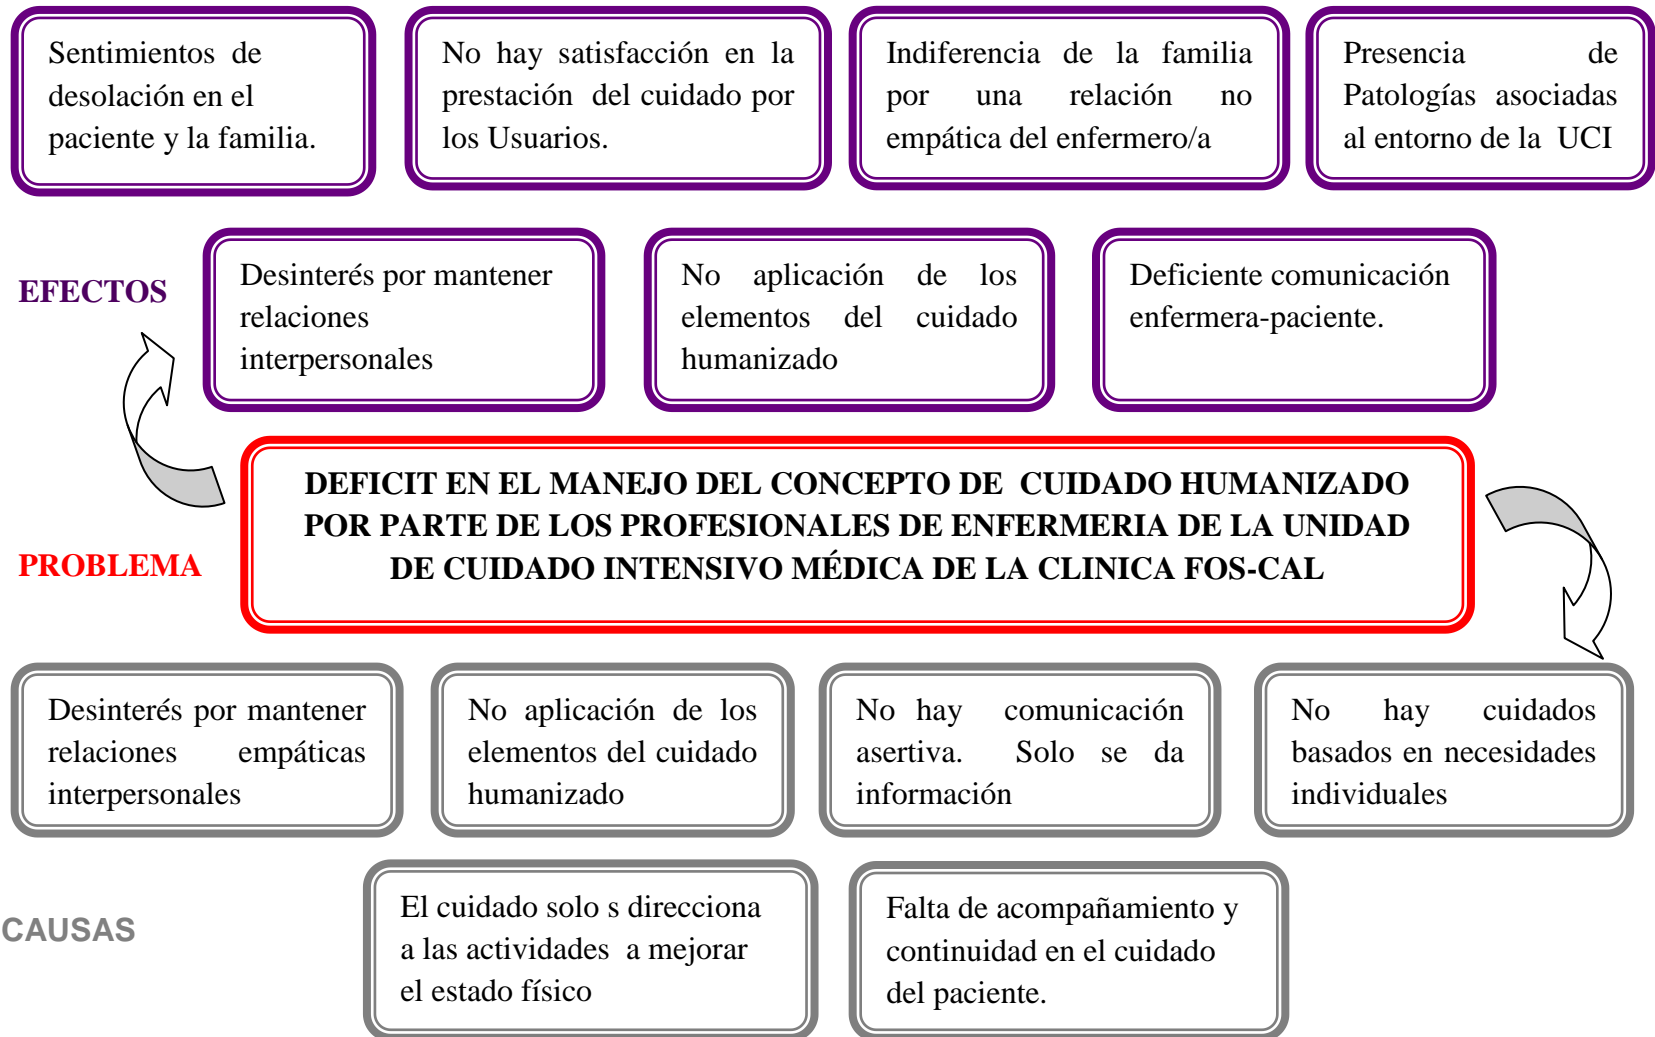 Sentimientos de
desolación en el
paciente y la familia.
No hay satisfacción en la
prestación del cuidado por
los Usuarios.
Indiferencia de la familia
por una relación no
empática del enfermero/a
Presencia de
Patologías asociadas
al entorno de la UCI
EFECTOS
Desinterés por mantener
relaciones
interpersonales
No aplicación de los
elementos del cuidado
humanizado
Deficiente comunicación
enfermera-paciente.
PROBLEMA
DEFICIT EN EL MANEJO DEL CONCEPTO DE CUIDADO HUMANIZADO
POR PARTE DE LOS PROFESIONALES DE ENFERMERIA DE LA UNIDAD
DE CUIDADO INTENSIVO MÉDICA DE LA CLINICA FOS-CAL
Desinterés por mantener
relaciones empáticas
interpersonales
No aplicación de los
elementos del cuidado
humanizado
No hay comunicación
asertiva. Solo se da
información
No hay cuidados
basados en necesidades
individuales
CAUSAS
El cuidado solo s direcciona
a las actividades a mejorar
el estado físico
Falta de acompañamiento y
continuidad en el cuidado
del paciente.